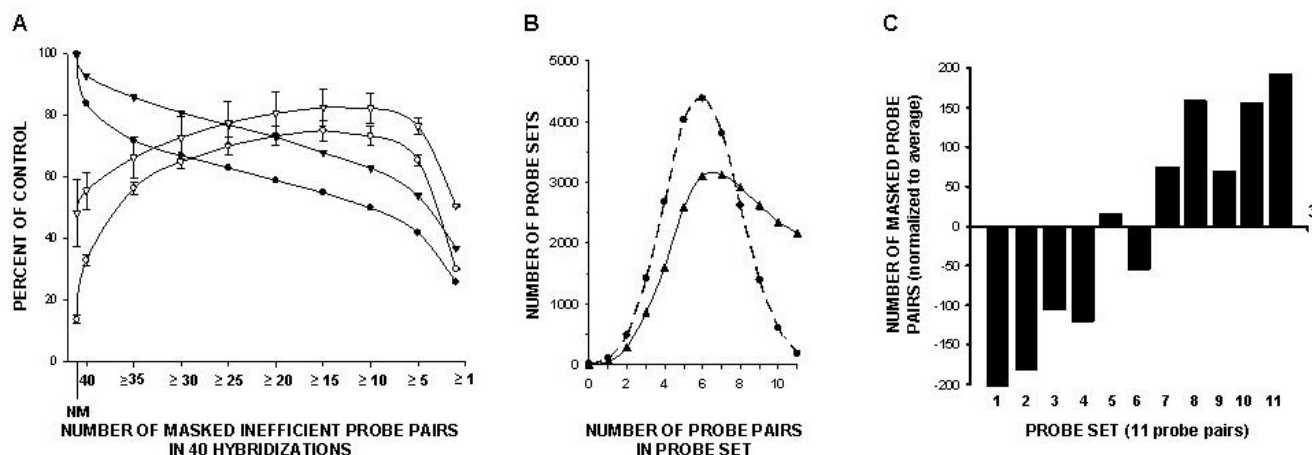 A
PERCENT OF CONTROL
100
80
60
40
20
0
40 ≥35 ≥ 30 ≥ 25 ≥ 20 ≥ 15 ≥ 10 ≥ 5 ≥ 1
NM
NUMBER OF MASKED INEFFICIENT PROBE PAIRS
IN 40 HYBRIDIZATIONS
B
NUMBER OF PROBE SETS
5000
4000
3000
2000
1000
0
0 2 4 6 8 10
NUMBER OF PROBE PAIRS
IN PROBE SET
C
NUMBER OF MASKED PROBE
PAIRS (normalized to average)
200
150
100
50
0
-50
-100
-150
-200
1 2 3 4 5 6 7 8 9 10 11
PROBE SET (11 probe pairs)